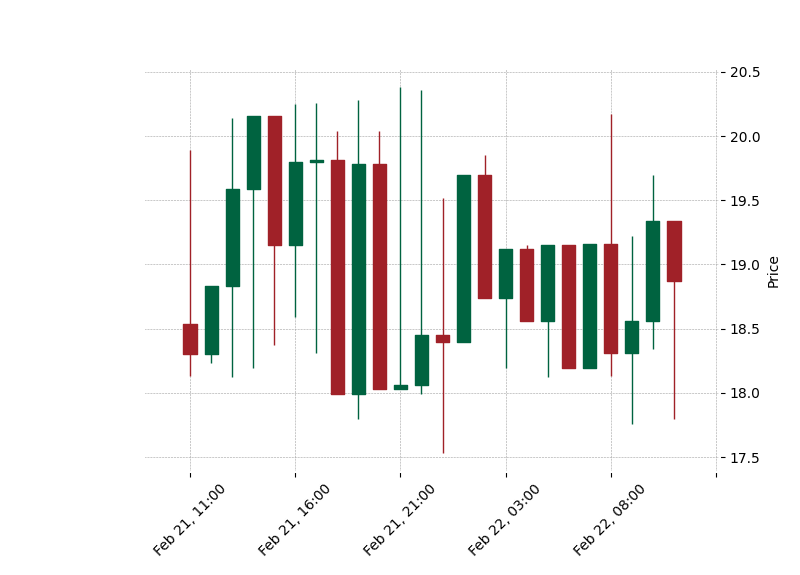 20.5
20.0
19.5
19.0
18.5
18.0
17.5
Price
Feb 21, 11:00
Feb 21, 16:00
Feb 21, 21:00
Feb 22, 03:00
Feb 22, 08:00